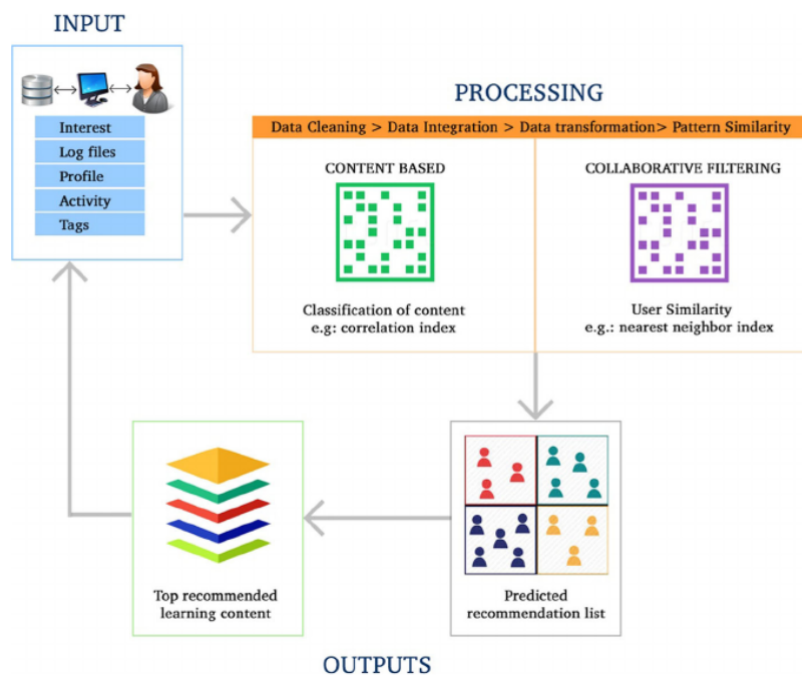 INPUT
Interest
Log files
Profile
Activity
Tags
PROCESSING
Data Cleaning > Data Integration > Data transformation> Pattern Similarity
CONTENT BASED
Classification of content
e.g: correlation index
COLLABORATIVE FILTERING
User Similarity
e.g.: nearest neighbor index
Top recommended
learning content
Predicted
recommendation list
OUTPUTS